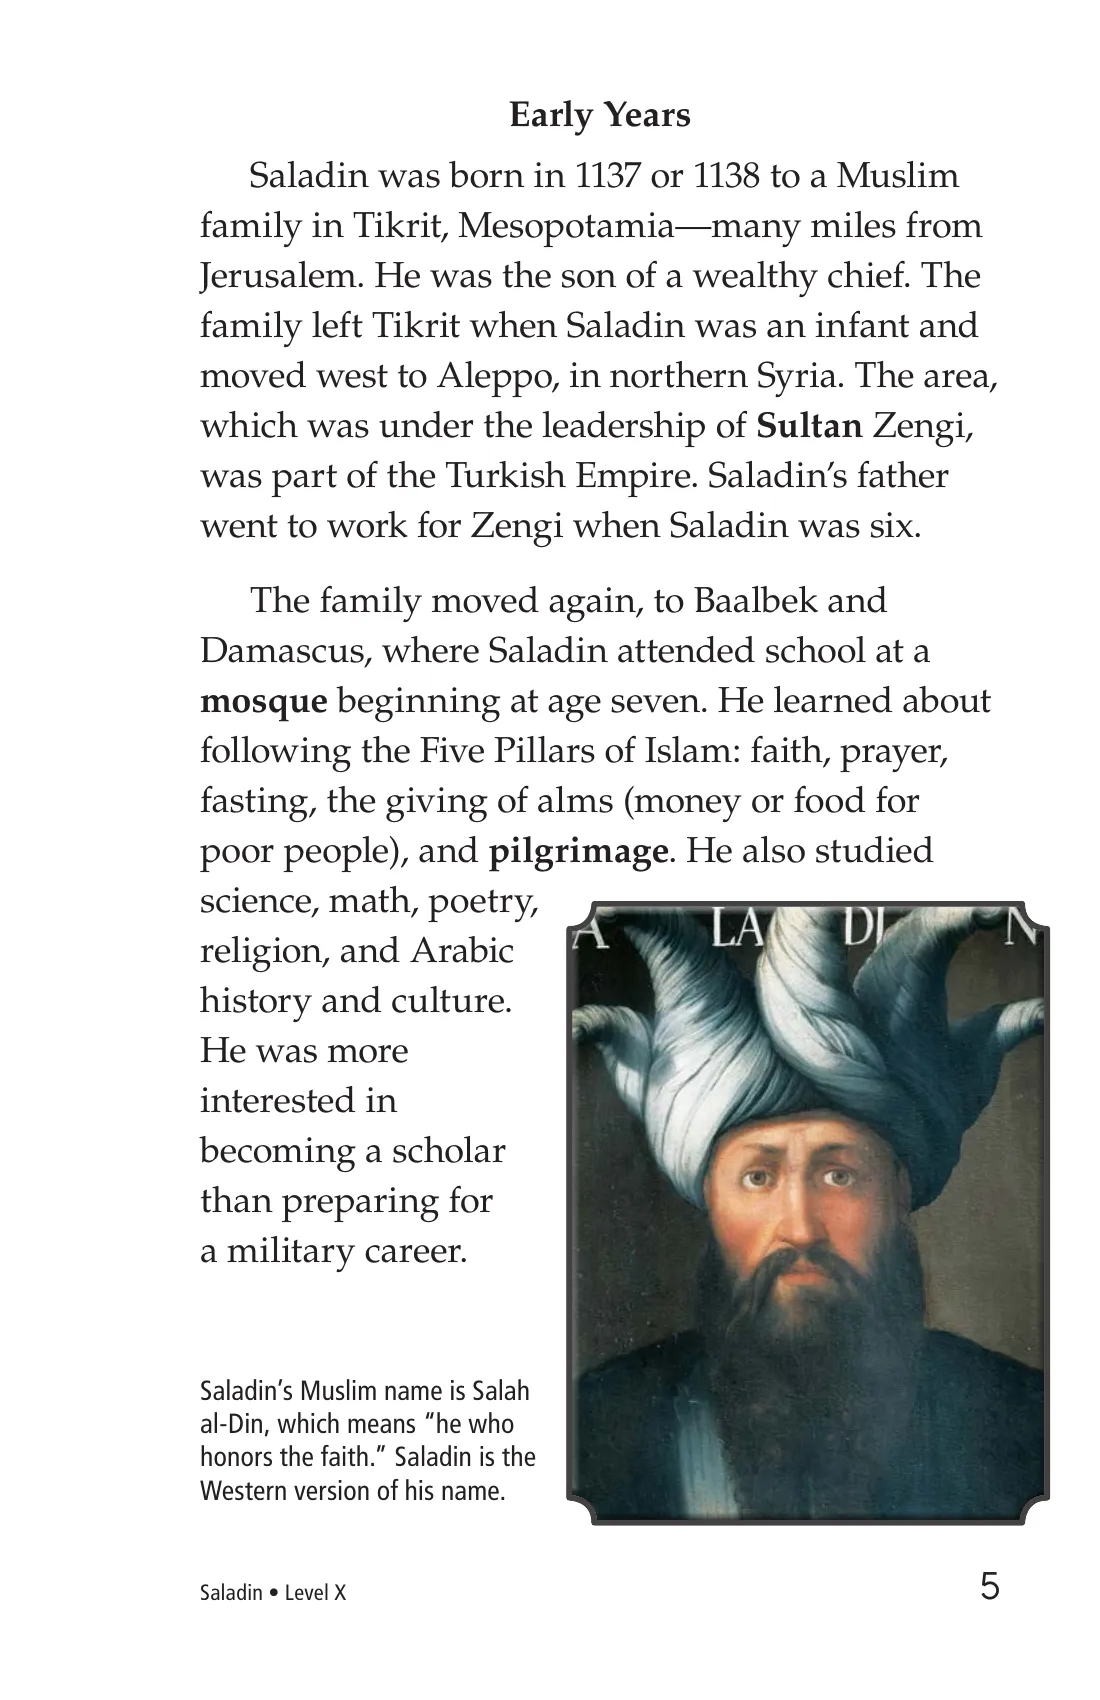 Early Years
Saladin was born in 1137 or 1138 to a Muslim
family in Tikrit, Mesopotamia—many miles from
Jerusalem. He was the son of a wealthy chief. The
family left Tikrit when Saladin was an infant and
moved west to Aleppo, in northern Syria. The area,
which was under the leadership of Sultan Zengi,
was part of the Turkish Empire. Saladin’s father
went to work for Zengi when Saladin was six.
The family moved again, to Baalbek and
Damascus, where Saladin attended school at a
mosque beginning at age seven. He learned about
following the Five Pillars of Islam: faith, prayer,
fasting, the giving of alms (money or food for
poor people), and pilgrimage. He also studied
science, math, poetry,
religion, and Arabic
history and culture.
He was more
interested in
becoming a scholar
than preparing for
a military career.
A LA DI N
Saladin’s Muslim name is Salah
al-Din, which means “he who
honors the faith.” Saladin is the
Western version of his name.
Saladin • Level X
5